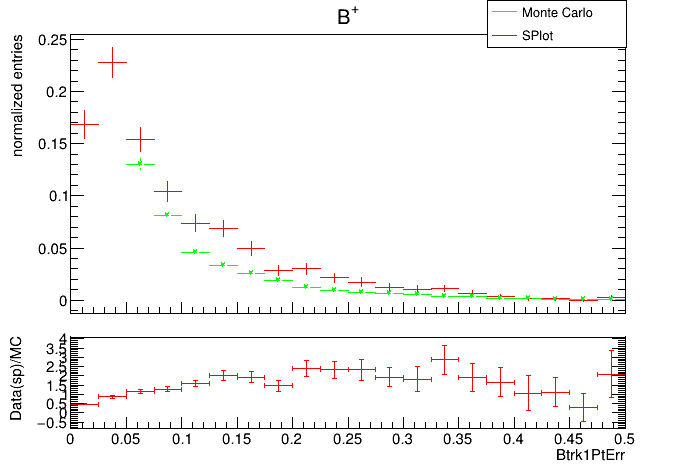 B+
Monte Carlo
SPlot
normalized entries
0.25
0.2
0.15
0.1
0.05
0
Data(sp)/MC
4
3.5
3
2.5
2
1.5
1
0.5
0
−0.5
0 0.05 0.1 0.15 0.2 0.25 0.3 0.35 0.4 0.45 0.5
Btrk1PtErr